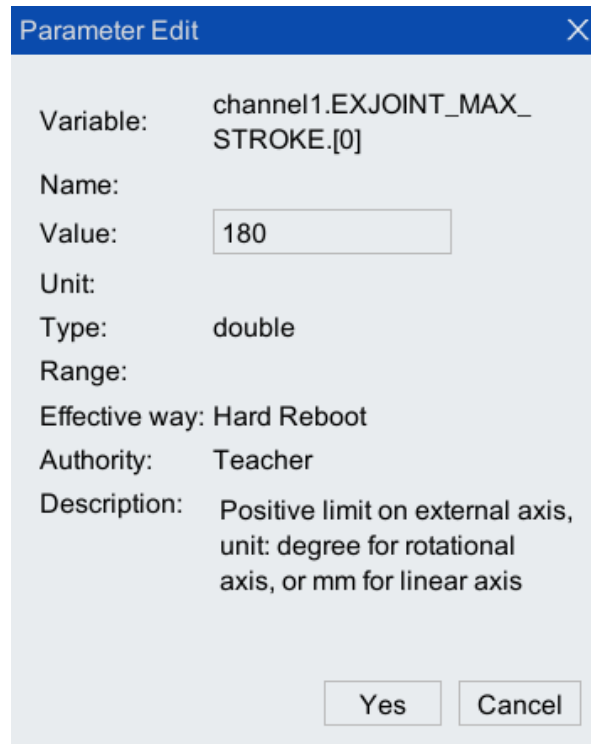 Parameter Edit X
Variable: channel1.EXJOINT_MAX_
STROKE.[0]
Name:
Value: 180
Unit:
Type: double
Range:
Effective way: Hard Reboot
Authority: Teacher
Description: Positive limit on external axis,
unit: degree for rotational
axis, or mm for linear axis
Yes Cancel